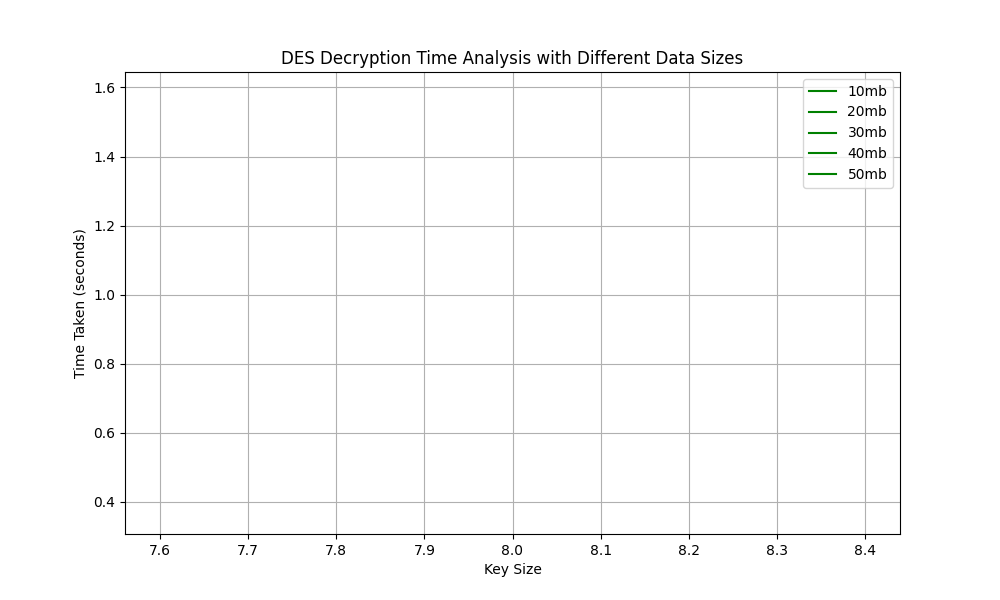 DES Decryption Time Analysis with Different Data Sizes
1.6
1.4
1.2
1.0
0.8
0.6
0.4
Time Taken (seconds)
10mb
20mb
30mb
40mb
50mb
7.6 7.7 7.8 7.9 8.0 8.1 8.2 8.3 8.4
Key Size